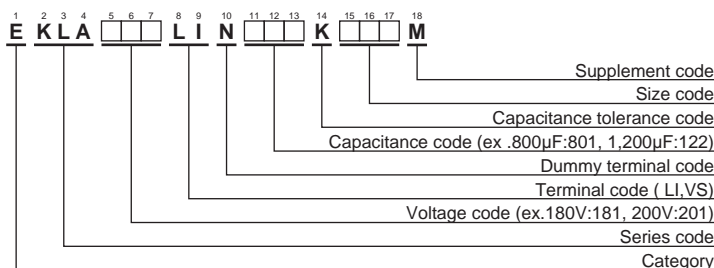 1 2 3 4 5 6 7 8 9 10 11 12 13 14 15 16 17 18
E K L A L I N K M
Supplement code
Size code
Capacitance tolerance code
Capacitance code (ex .800µF:801, 1,200µF:122)
Dummy terminal code
Terminal code ( LI,VS)
Voltage code (ex.180V:181, 200V:201)
Series code
Category